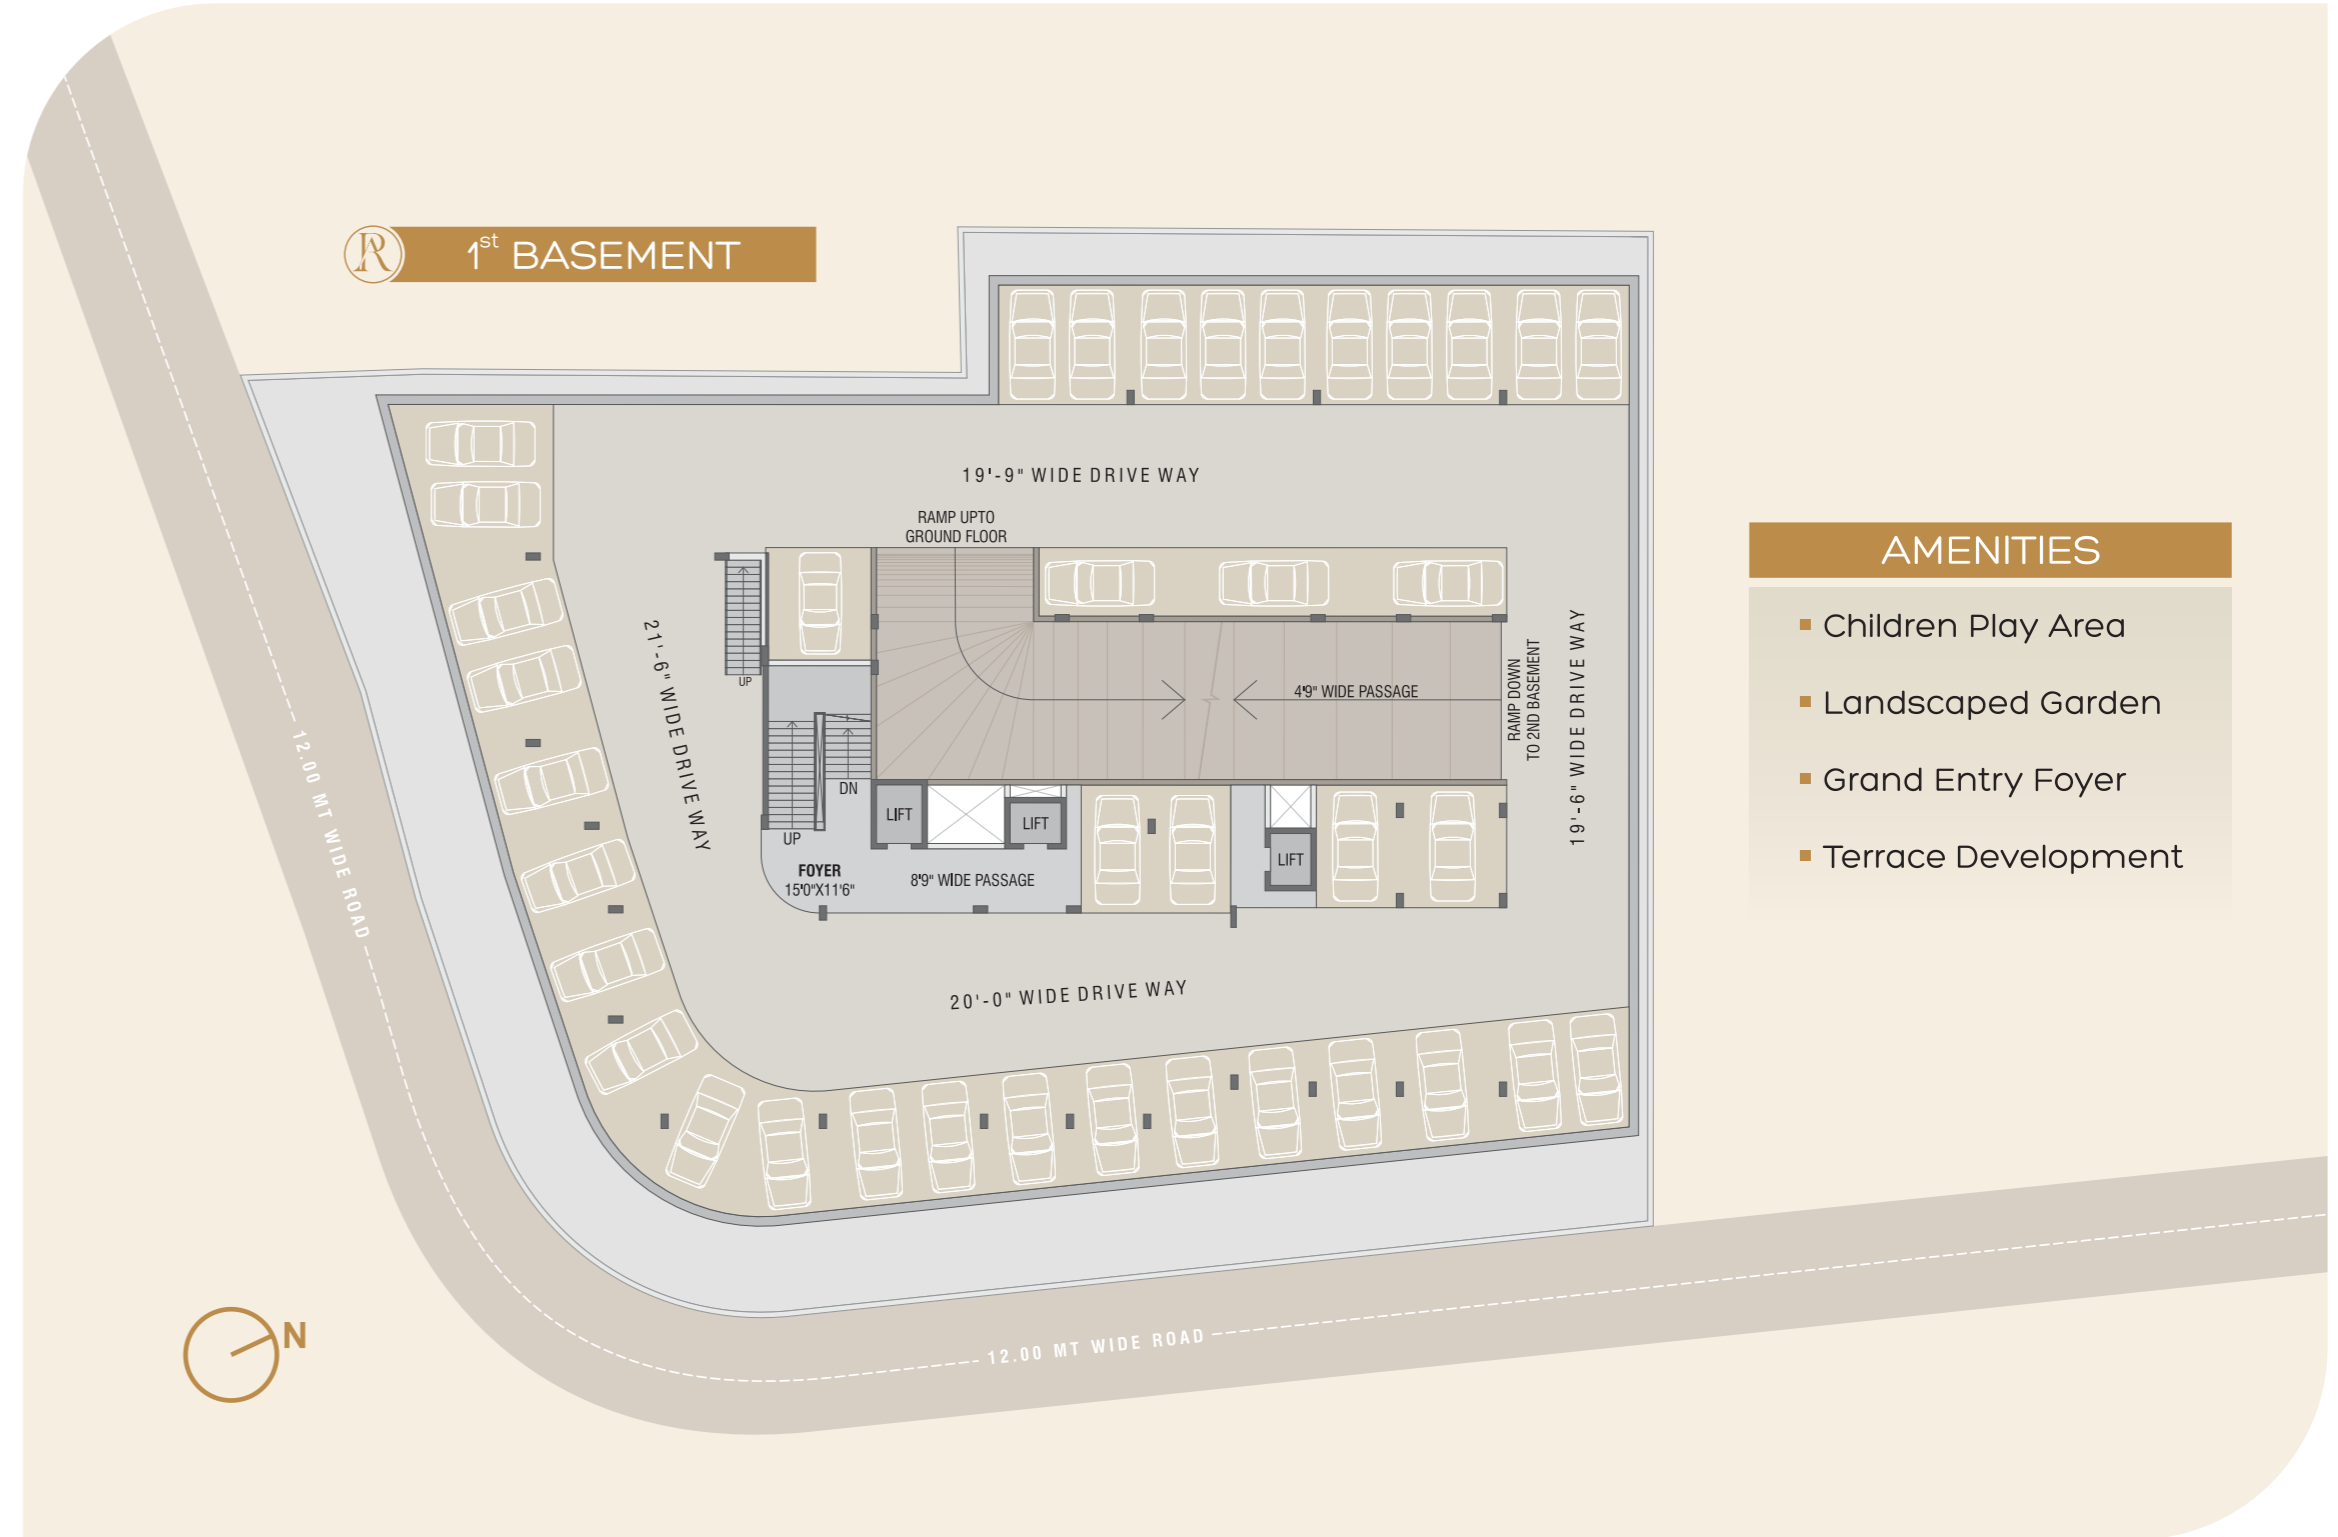 1st BASEMENT
19'-9" WIDE DRIVE WAY
RAMP UPTO
GROUND FLOOR
21'-6" WIDE DRIVE WAY
UP
4'9" WIDE PASSAGE
RAMP DOWN
TO 2ND BASEMENT
19'-6" WIDE DRIVE WAY
DN
UP
LIFT
LIFT
LIFT
FOYER
15'0"X11'6"
8'9" WIDE PASSAGE
20'-0" WIDE DRIVE WAY
12.00 MT WIDE ROAD
12.00 MT WIDE ROAD
N
AMENITIES
Children Play Area
Landscaped Garden
Grand Entry Foyer
Terrace Development